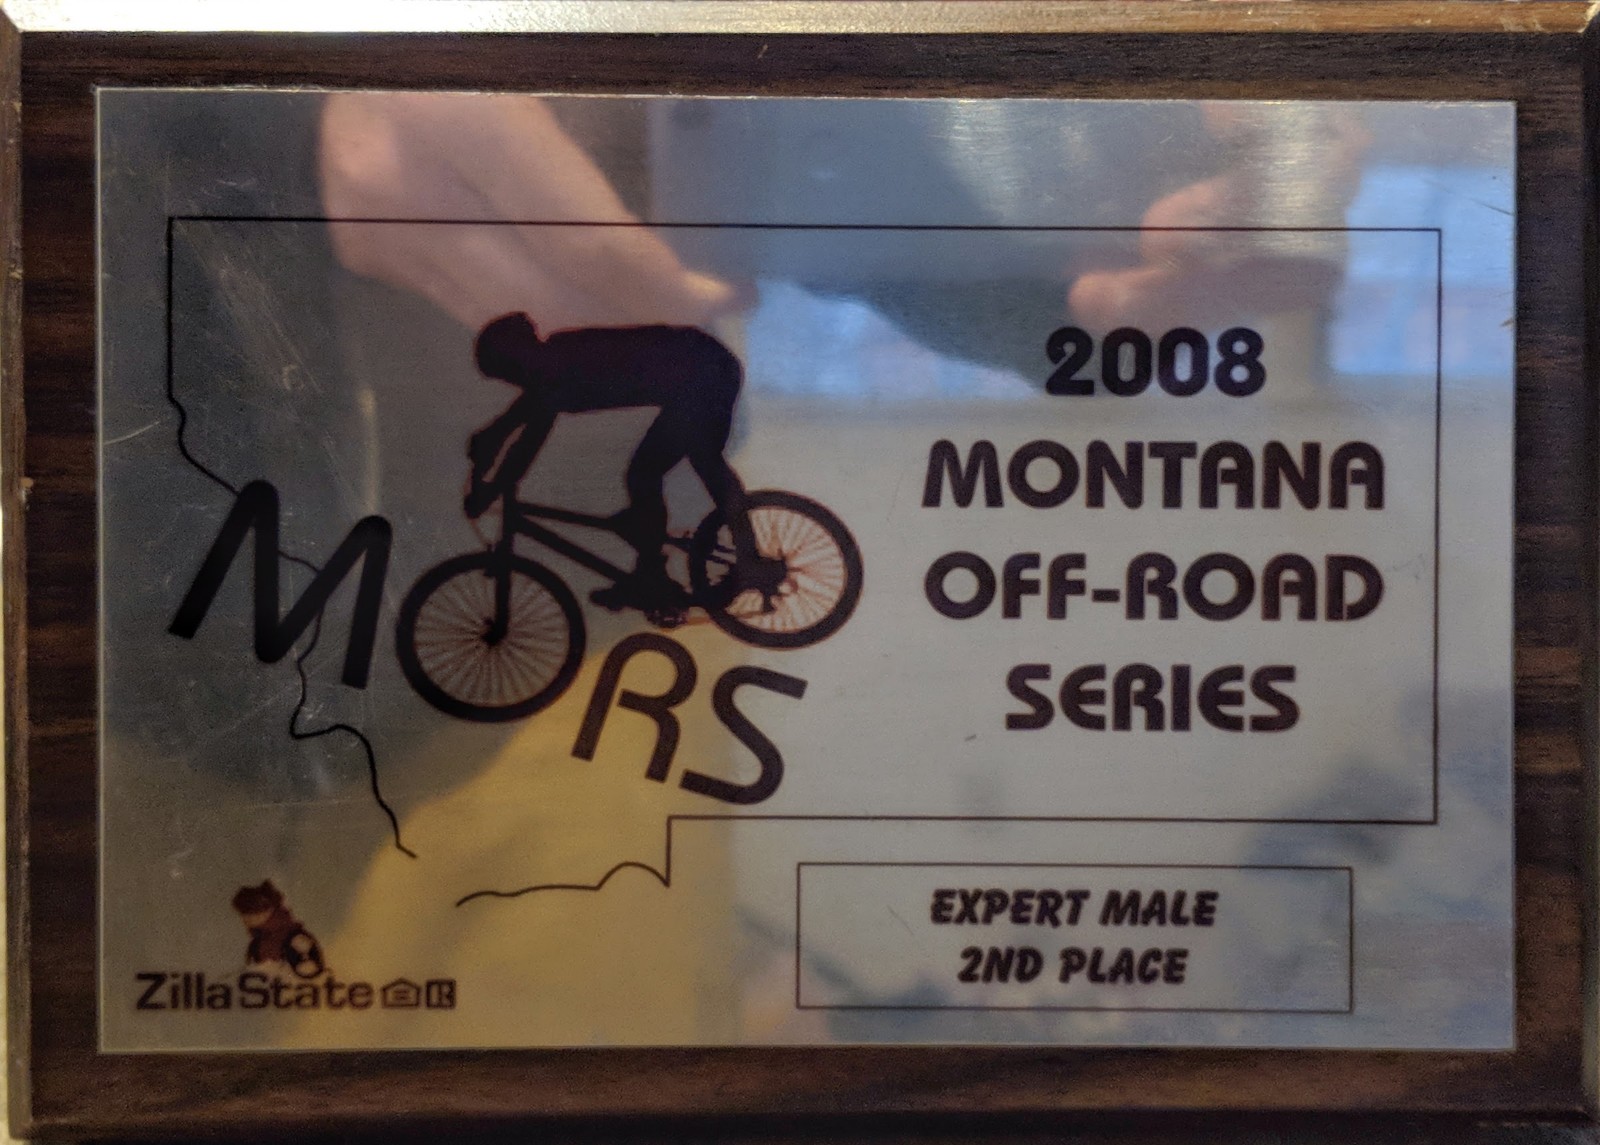 MORS
2008
MONTANA
OFF-ROAD
SERIES
EXPERT MALE
2ND PLACE
ZillaState